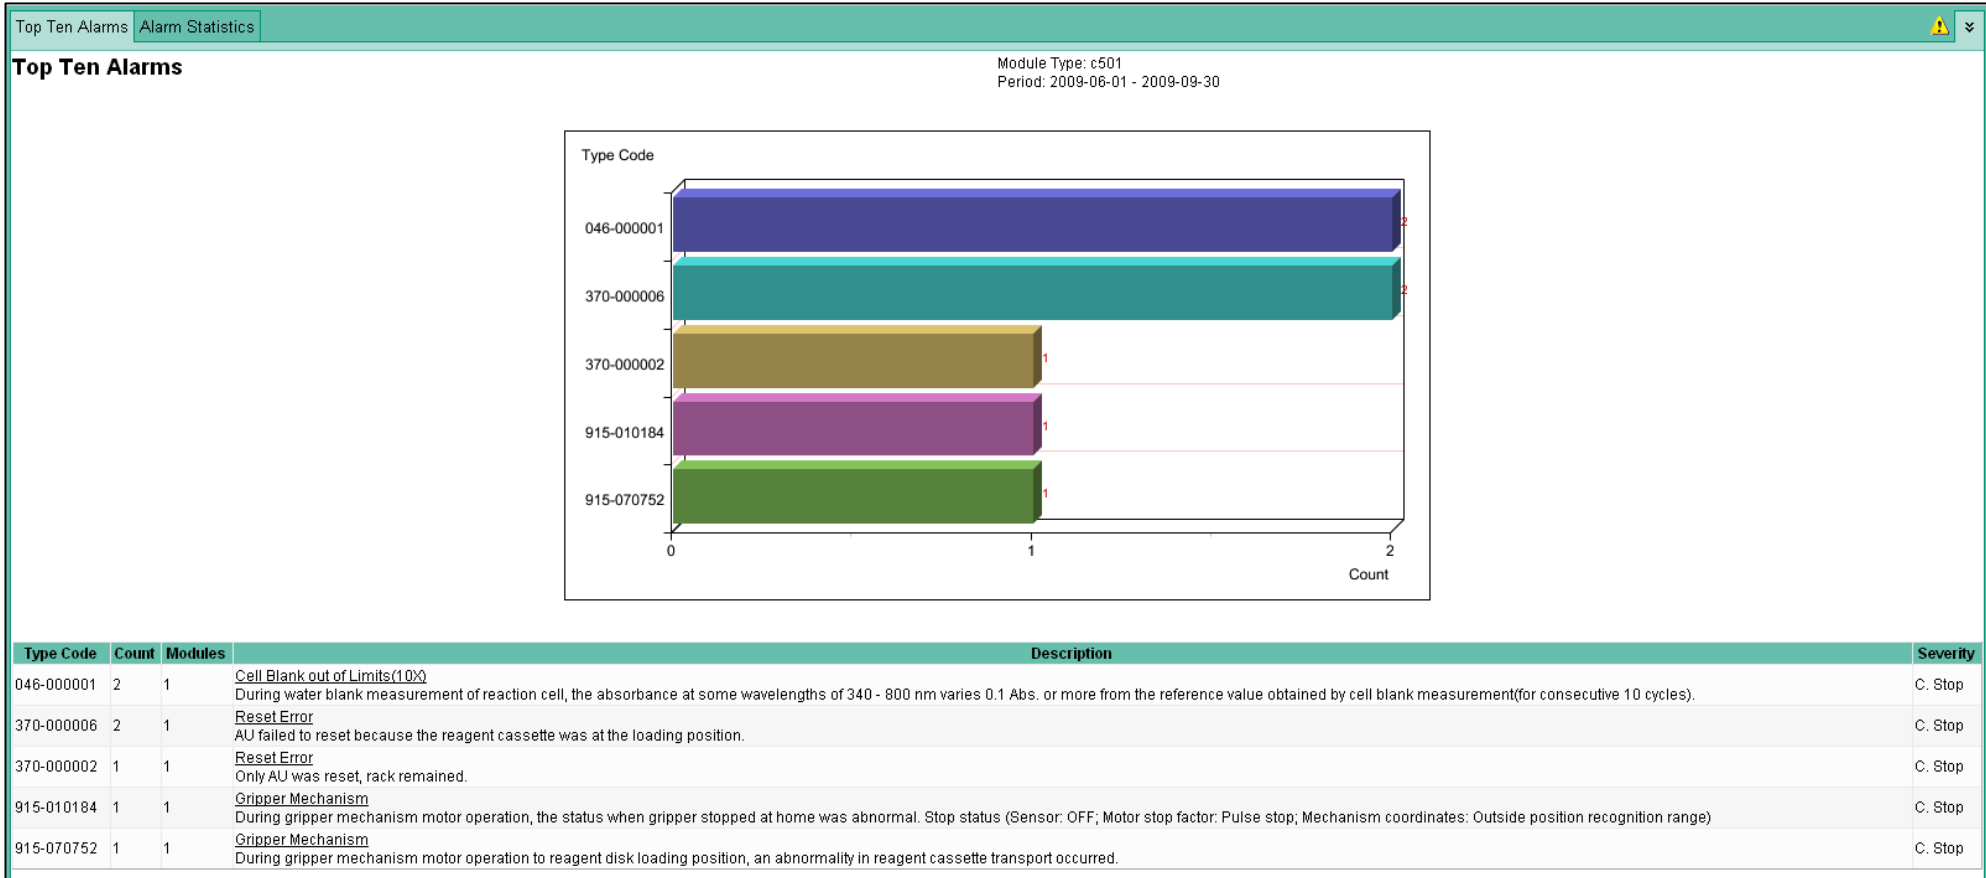 Top Ten Alarms Alarm Statistics
Top Ten Alarms
Module Type: c501
Period: 2009-06-01 - 2009-09-30
Type Code
046-000001 2
370-000006 2
370-000002 1
915-010184 1
915-070752 1
0 1 2
Count
Type Code Count Modules Description Severity
046-000001 2 1 Cell Blank out of Limits(10X) C. Stop
During water blank measurement of reaction cell, the absorbance at some wavelengths of 340 - 800 nm varies 0.1 Abs. or more from the reference value obtained by cell blank measurement(for consecutive 10 cycles).
370-000006 2 1 Reset Error C. Stop
AU failed to reset because the reagent cassette was at the loading position.
370-000002 1 1 Reset Error C. Stop
Only AU was reset, rack remained.
915-010184 1 1 Gripper Mechanism C. Stop
During gripper mechanism motor operation, the status when gripper stopped at home was abnormal. Stop status (Sensor: OFF; Motor stop factor: Pulse stop; Mechanism coordinates: Outside position recognition range)
915-070752 1 1 Gripper Mechanism C. Stop
During gripper mechanism motor operation to reagent disk loading position, an abnormality in reagent cassette transport occurred.